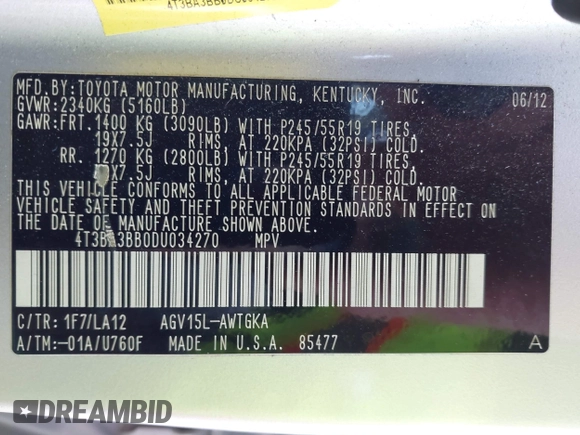 MFD.BY:TOYOTA MOTOR MANUFACTURING, KENTUCKY, INC. 06/12
GVWR:2340KG (5160LB)
GAWR:FRT.1400 KG (3090LB) WITH P245/55R19 TIRES,
19X7.5J RIMS, AT 220KPA (32PSI) COLD.
RR. 1270 KG (2800LB) WITH P245/55R19 TIRES,
X7.5J RIMS, AT 220KPA (32PSI) COLD.
THIS VEHICLE CONFORMS TO ALL APPLICABLE FEDERAL MOTOR
VEHICLE SAFETY AND THEFT PREVENTION STANDARDS IN EFFECT ON
THE DATE OF MANUFACTURE SHOWN ABOVE.
4T3BA3BB0DU034270 MPV
C/TR: 1F7/LA12 AGV15L-AWTGKA
A/TM:-01A/U760F MADE IN U.S.A. 85477 A
DREAMBID